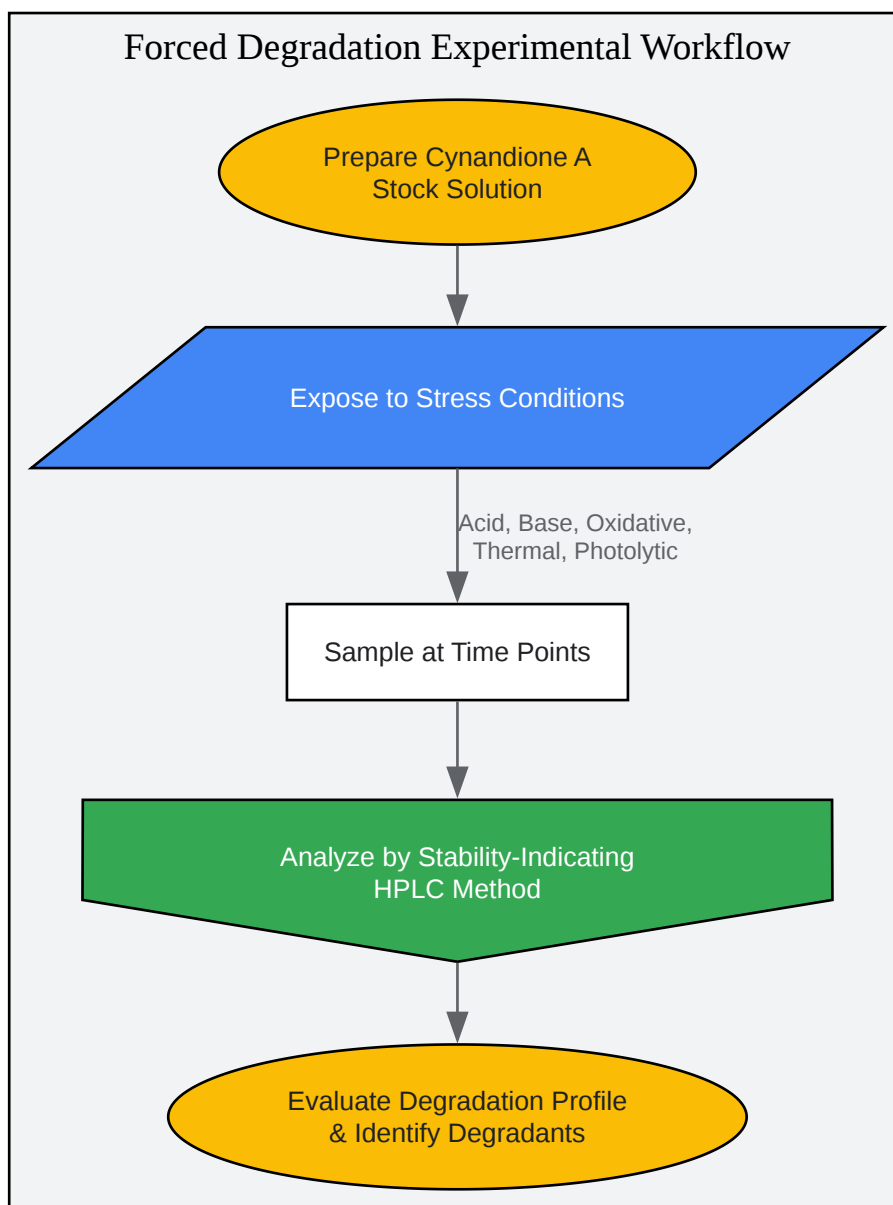 Forced Degradation Experimental Workflow
Prepare Cynandione A
Stock Solution
Expose to Stress Conditions
Acid, Base, Oxidative,
Thermal, Photolytic
Sample at Time Points
Analyze by Stability-Indicating
HPLC Method
Evaluate Degradation Profile
& Identify Degradants